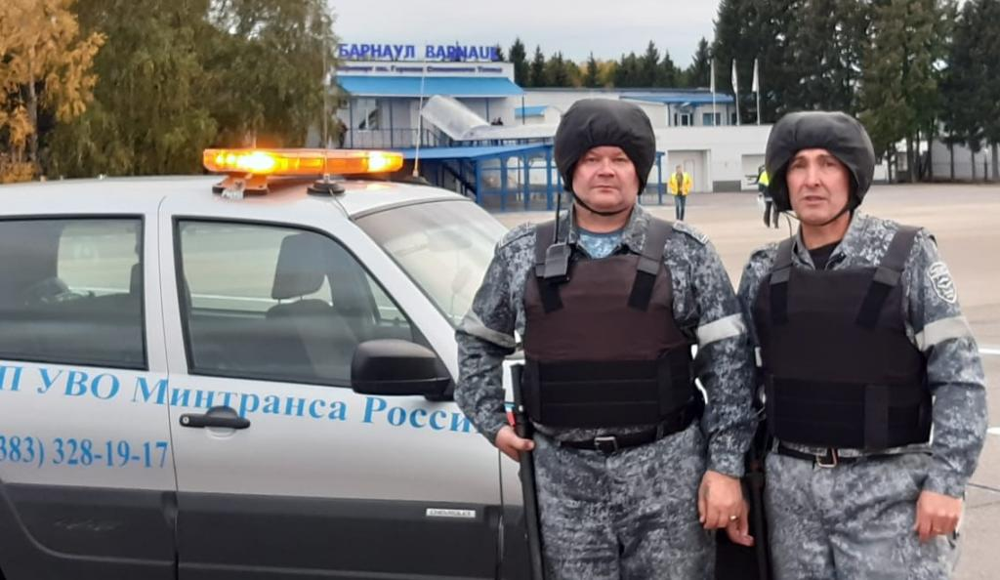 БАРНАУЛ BARNAUL
П УВО Минтранса Росси
383) 328-19-17
CHEVROLET